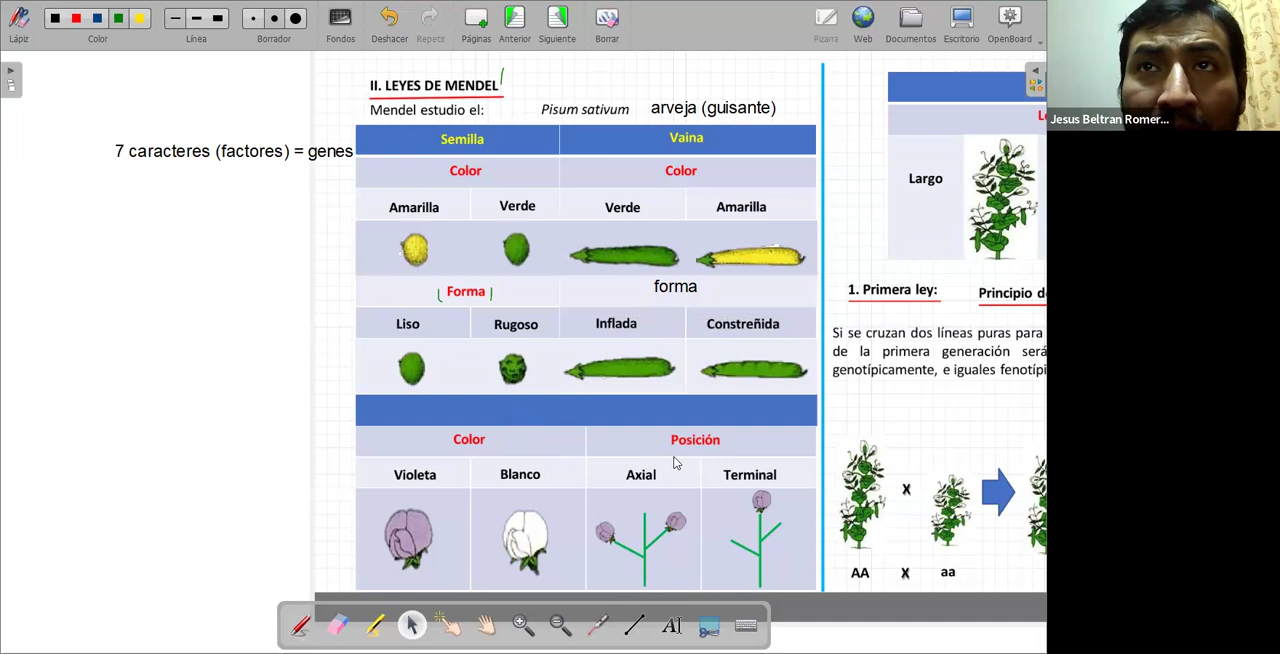 Lápiz
Color
Línea
Borrador
Fondos
Deshacer
Repetir
Páginas
Anterior
Siguiente
Borrar
Pizarra
Web
Documentos
Escritorio
OpenBoard
Jesus Beltran Romer...
7 caracteres (factores) = genes
II. LEYES DE MENDEL
Mendel estudio el: Pisum sativum arveja (guisante)
Semilla Vaina
Color Color
Amarilla Verde Verde Amarilla
Forma forma
Liso Rugoso Inflada Constreñida
Color Posición
Violeta Blanco Axial Terminal
Largo
1. Primera ley: Principio d
Si se cruzan dos líneas puras para
de la primera generación será
genotípicamente, e iguales fenotípi
X
AA X aa
AI